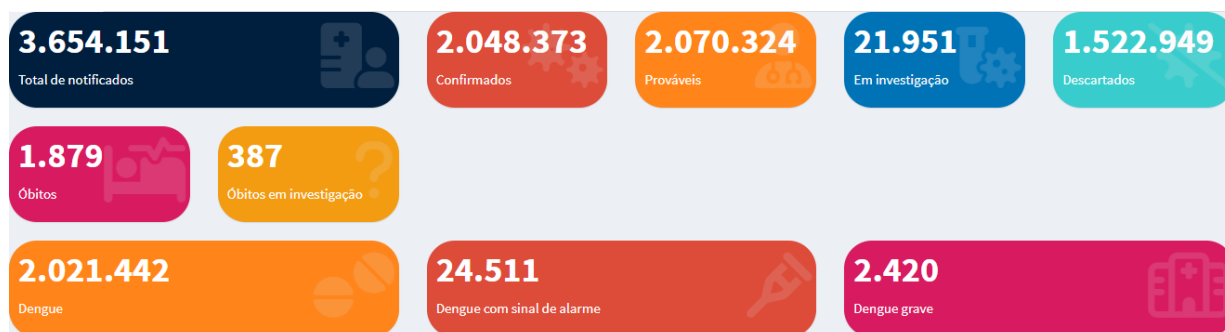 3.654.151
Total de notificados
2.048.373
Confirmados
2.070.324
Prováveis
21.951
Em investigação
1.522.949
Descartados
1.879
Óbitos
387
Óbitos em investigação
2.021.442
Dengue
24.511
Dengue com sinal de alarme
2.420
Dengue grave